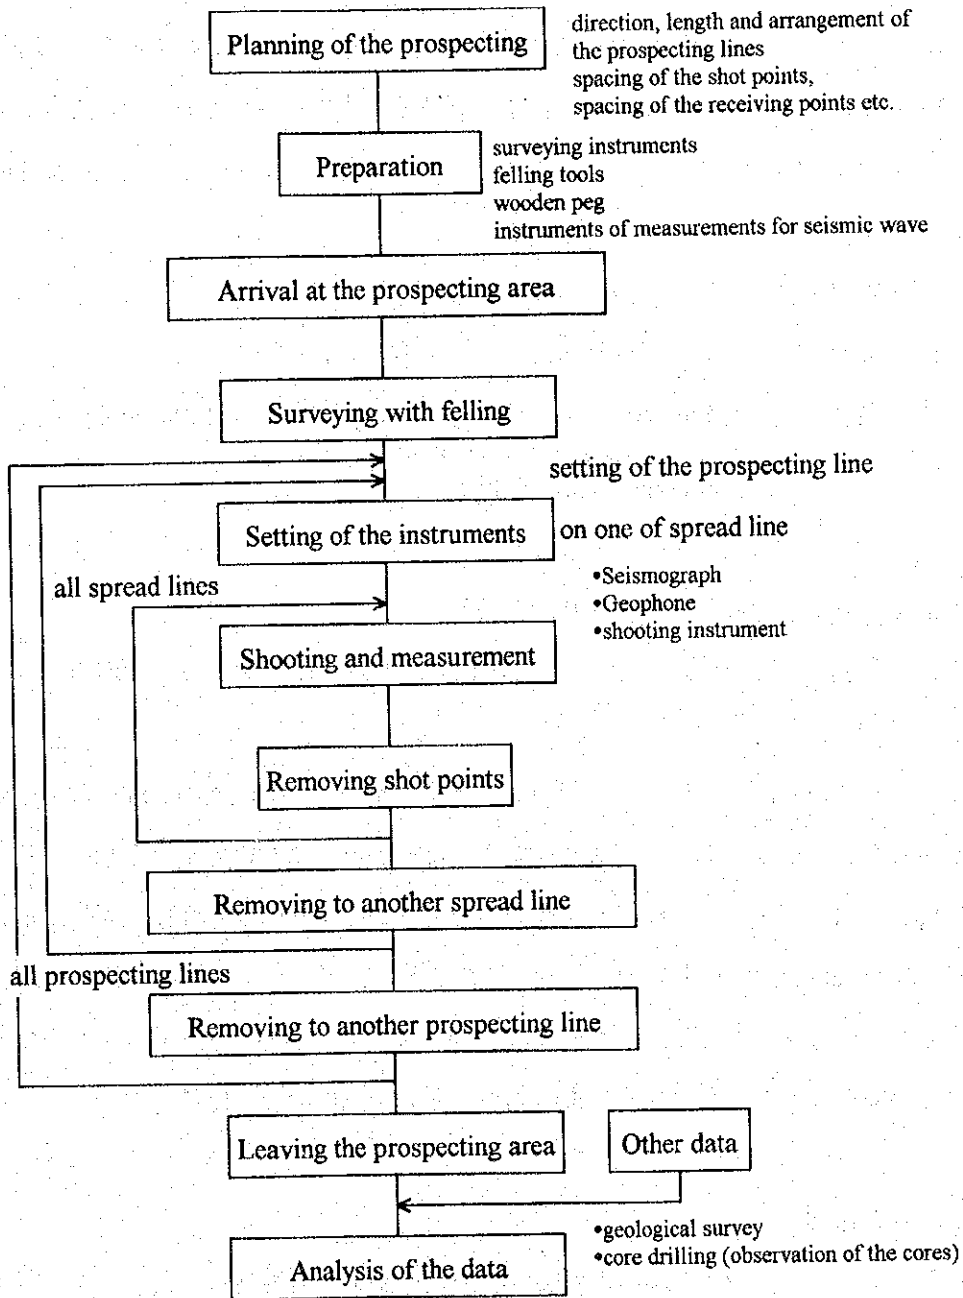 Planning of the prospecting
direction, length and arrangement of
the prospecting lines
spacing of the shot points,
spacing of the receiving points etc.
Preparation
surveying instruments
felling tools
wooden peg
instruments of measurements for seismic wave
Arrival at the prospecting area
Surveying with felling
setting of the prospecting line
Setting of the instruments
on one of spread line
•Seismograph
•Geophone
•shooting instrument
all spread lines
Shooting and measurement
Removing shot points
Removing to another spread line
all prospecting lines
Removing to another prospecting line
Leaving the prospecting area
Other data
•geological survey
•core drilling (observation of the cores)
Analysis of the data